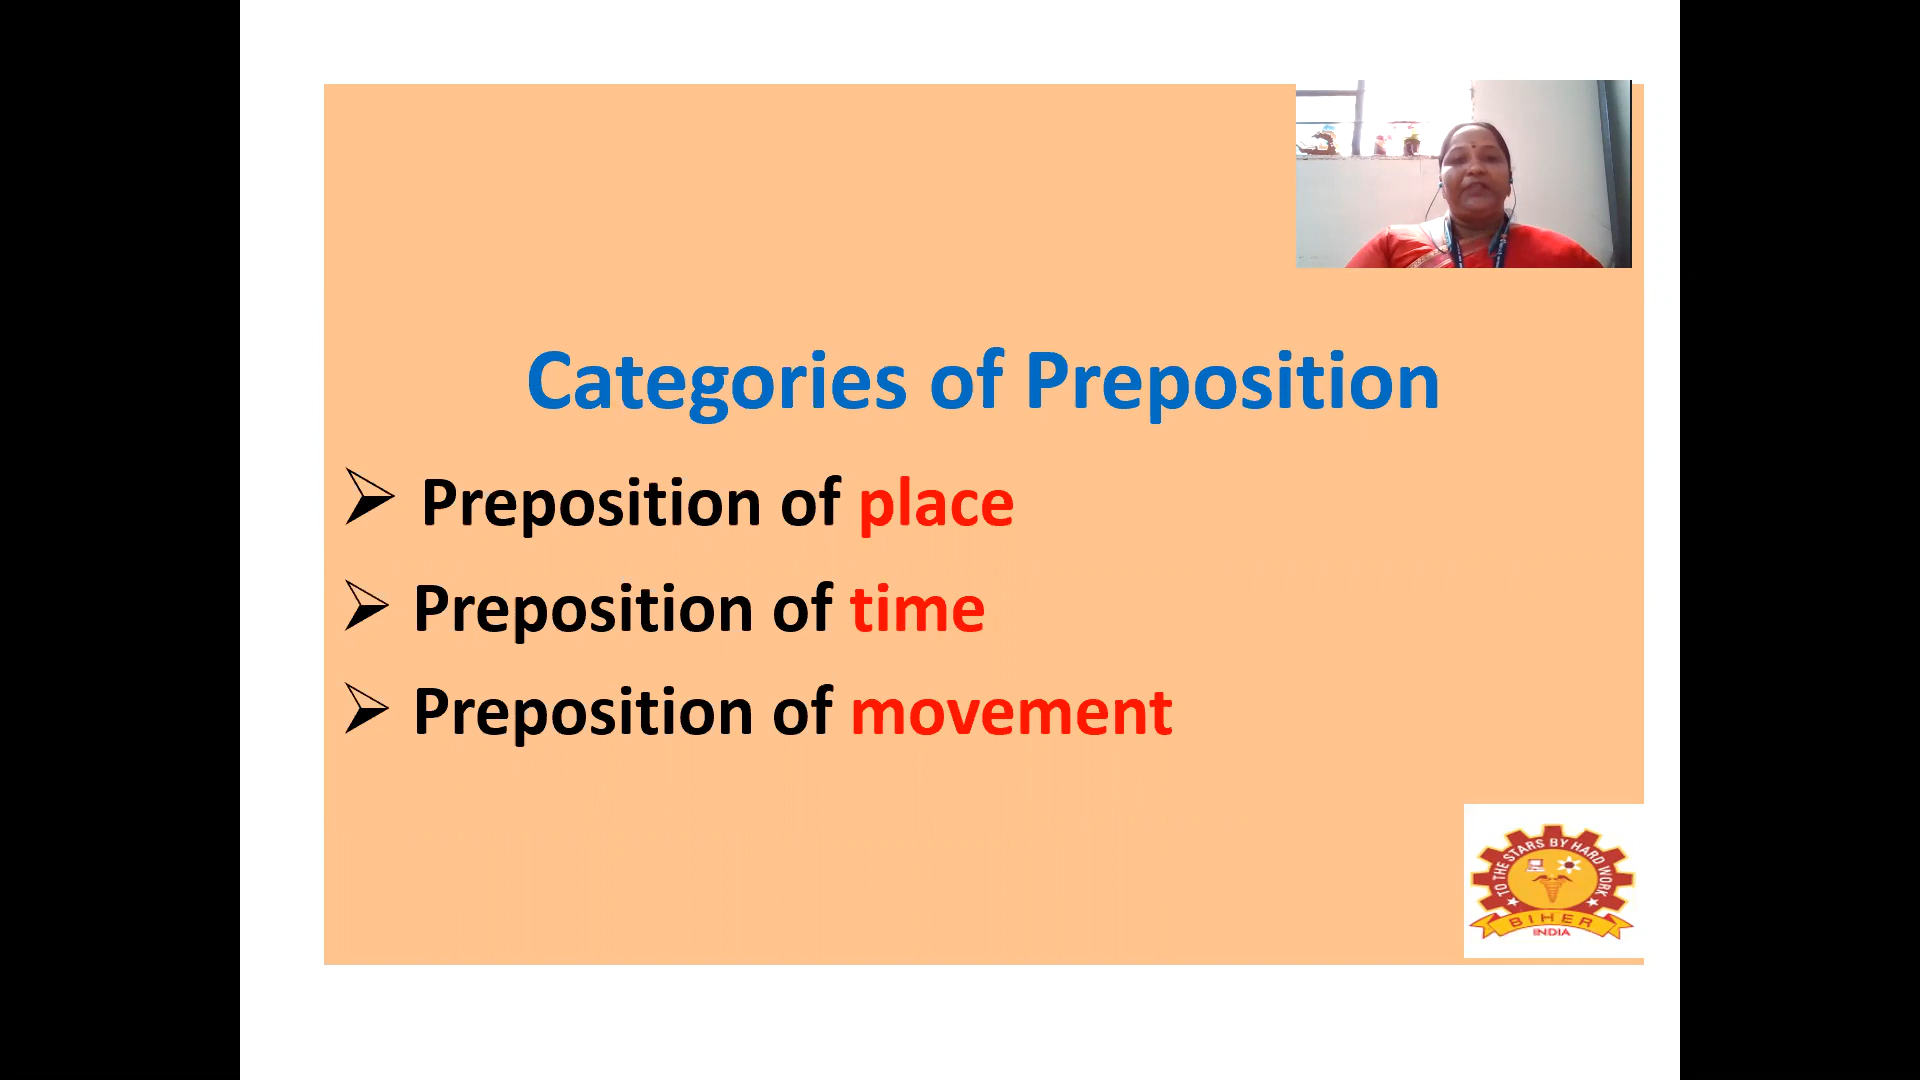 Categories of Preposition
Preposition of place
Preposition of time
Preposition of movement
TO THE STARS BY HARD WORK
BIHER
INDIA